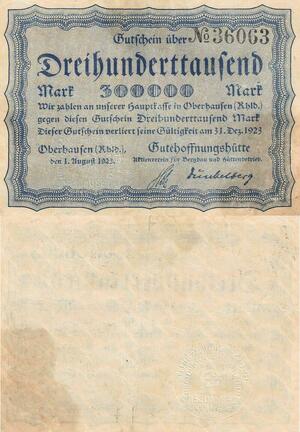 Gutschein über No 36063
Dreihunderttausend
Mark 300000 Mark
Wir zahlen an unserer Hauptkasse in Oberhausen (Rhld.)
gegen diesen Gutschein Dreihunderttausend Mark
Dieser Gutschein verliert seine Gültigkeit am 31. Dez. 1923
Oberhausen (Rhld.), Gutehoffnungshütte
den 1. August 1923. Aktienverein für Bergbau und Hüttenbetrieb.